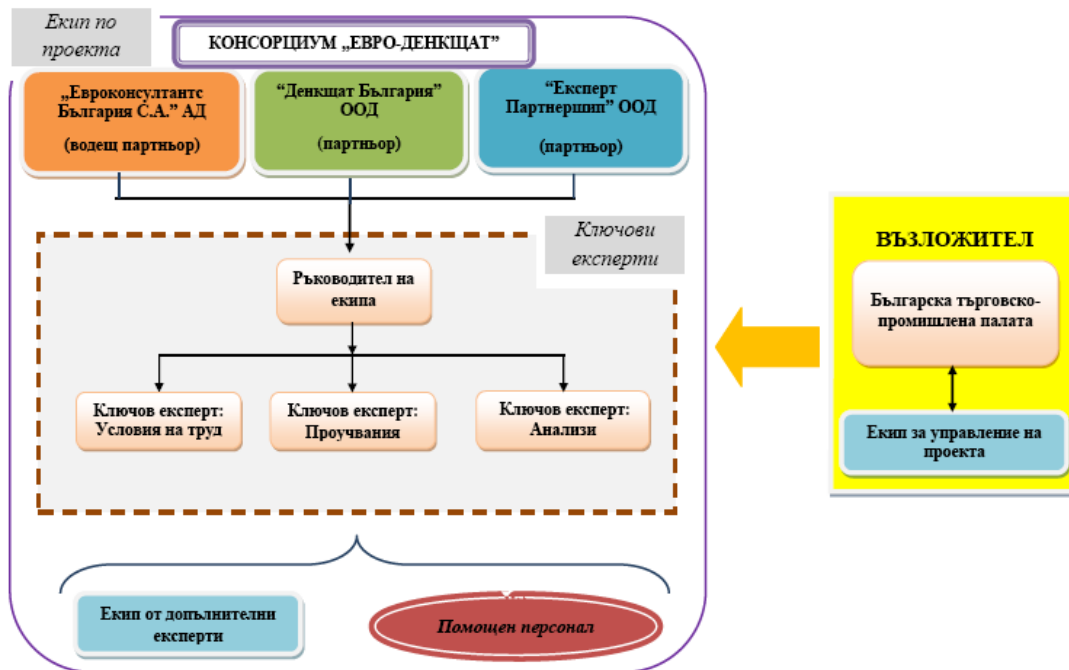 Екип по
проекта
КОНСОРЦИУМ „ЕВРО-ДЕНКЩАТ”
„Евроконсултантс
България С.А.” АД
(водещ партньор)
“Денкщат България”
ООД
(партньор)
“Експерт
Партнершип” ООД
(партньор)
Ключови
експерти
Ръководител на
екипа
Ключов експерт:
Условия на труд
Ключов експерт:
Проучвания
Ключов експерт:
Анализи
Екип от допълнителни
експерти
Помощен персонал
ВЪЗЛОЖИТЕЛ
Българска търговско-
промишлена палата
Екип за управление на
проекта